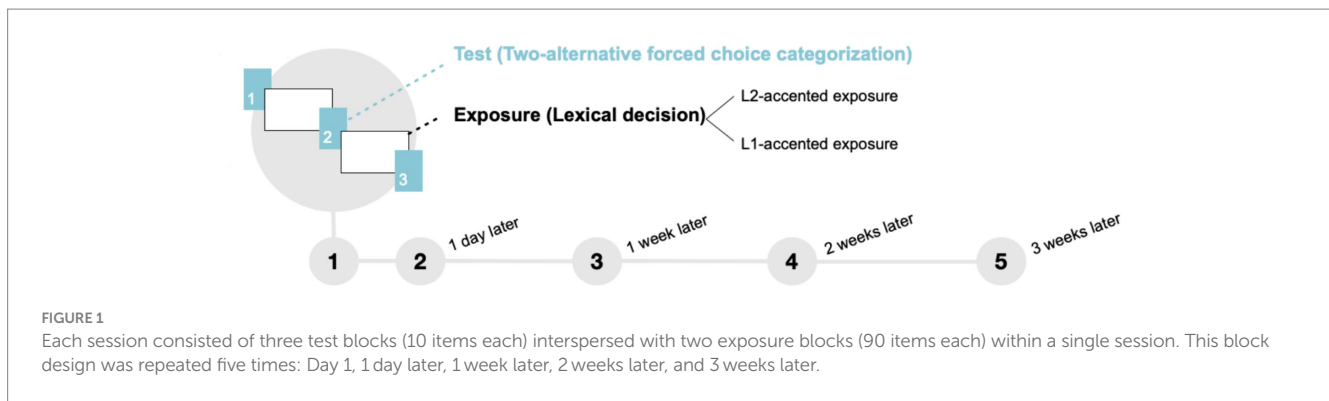 Test (Two-alternative forced choice categorization)
1
L2-accented exposure
Exposure (Lexical decision)
2
L1-accented exposure
3
1 day later
1 week later
2 weeks later
3 weeks later
1
2
3
4
5
FIGURE 1
Each session consisted of three test blocks (10 items each) interspersed with two exposure blocks (90 items each) within a single session. This block
design was repeated five times: Day 1, 1 day later, 1 week later, 2 weeks later, and 3 weeks later.